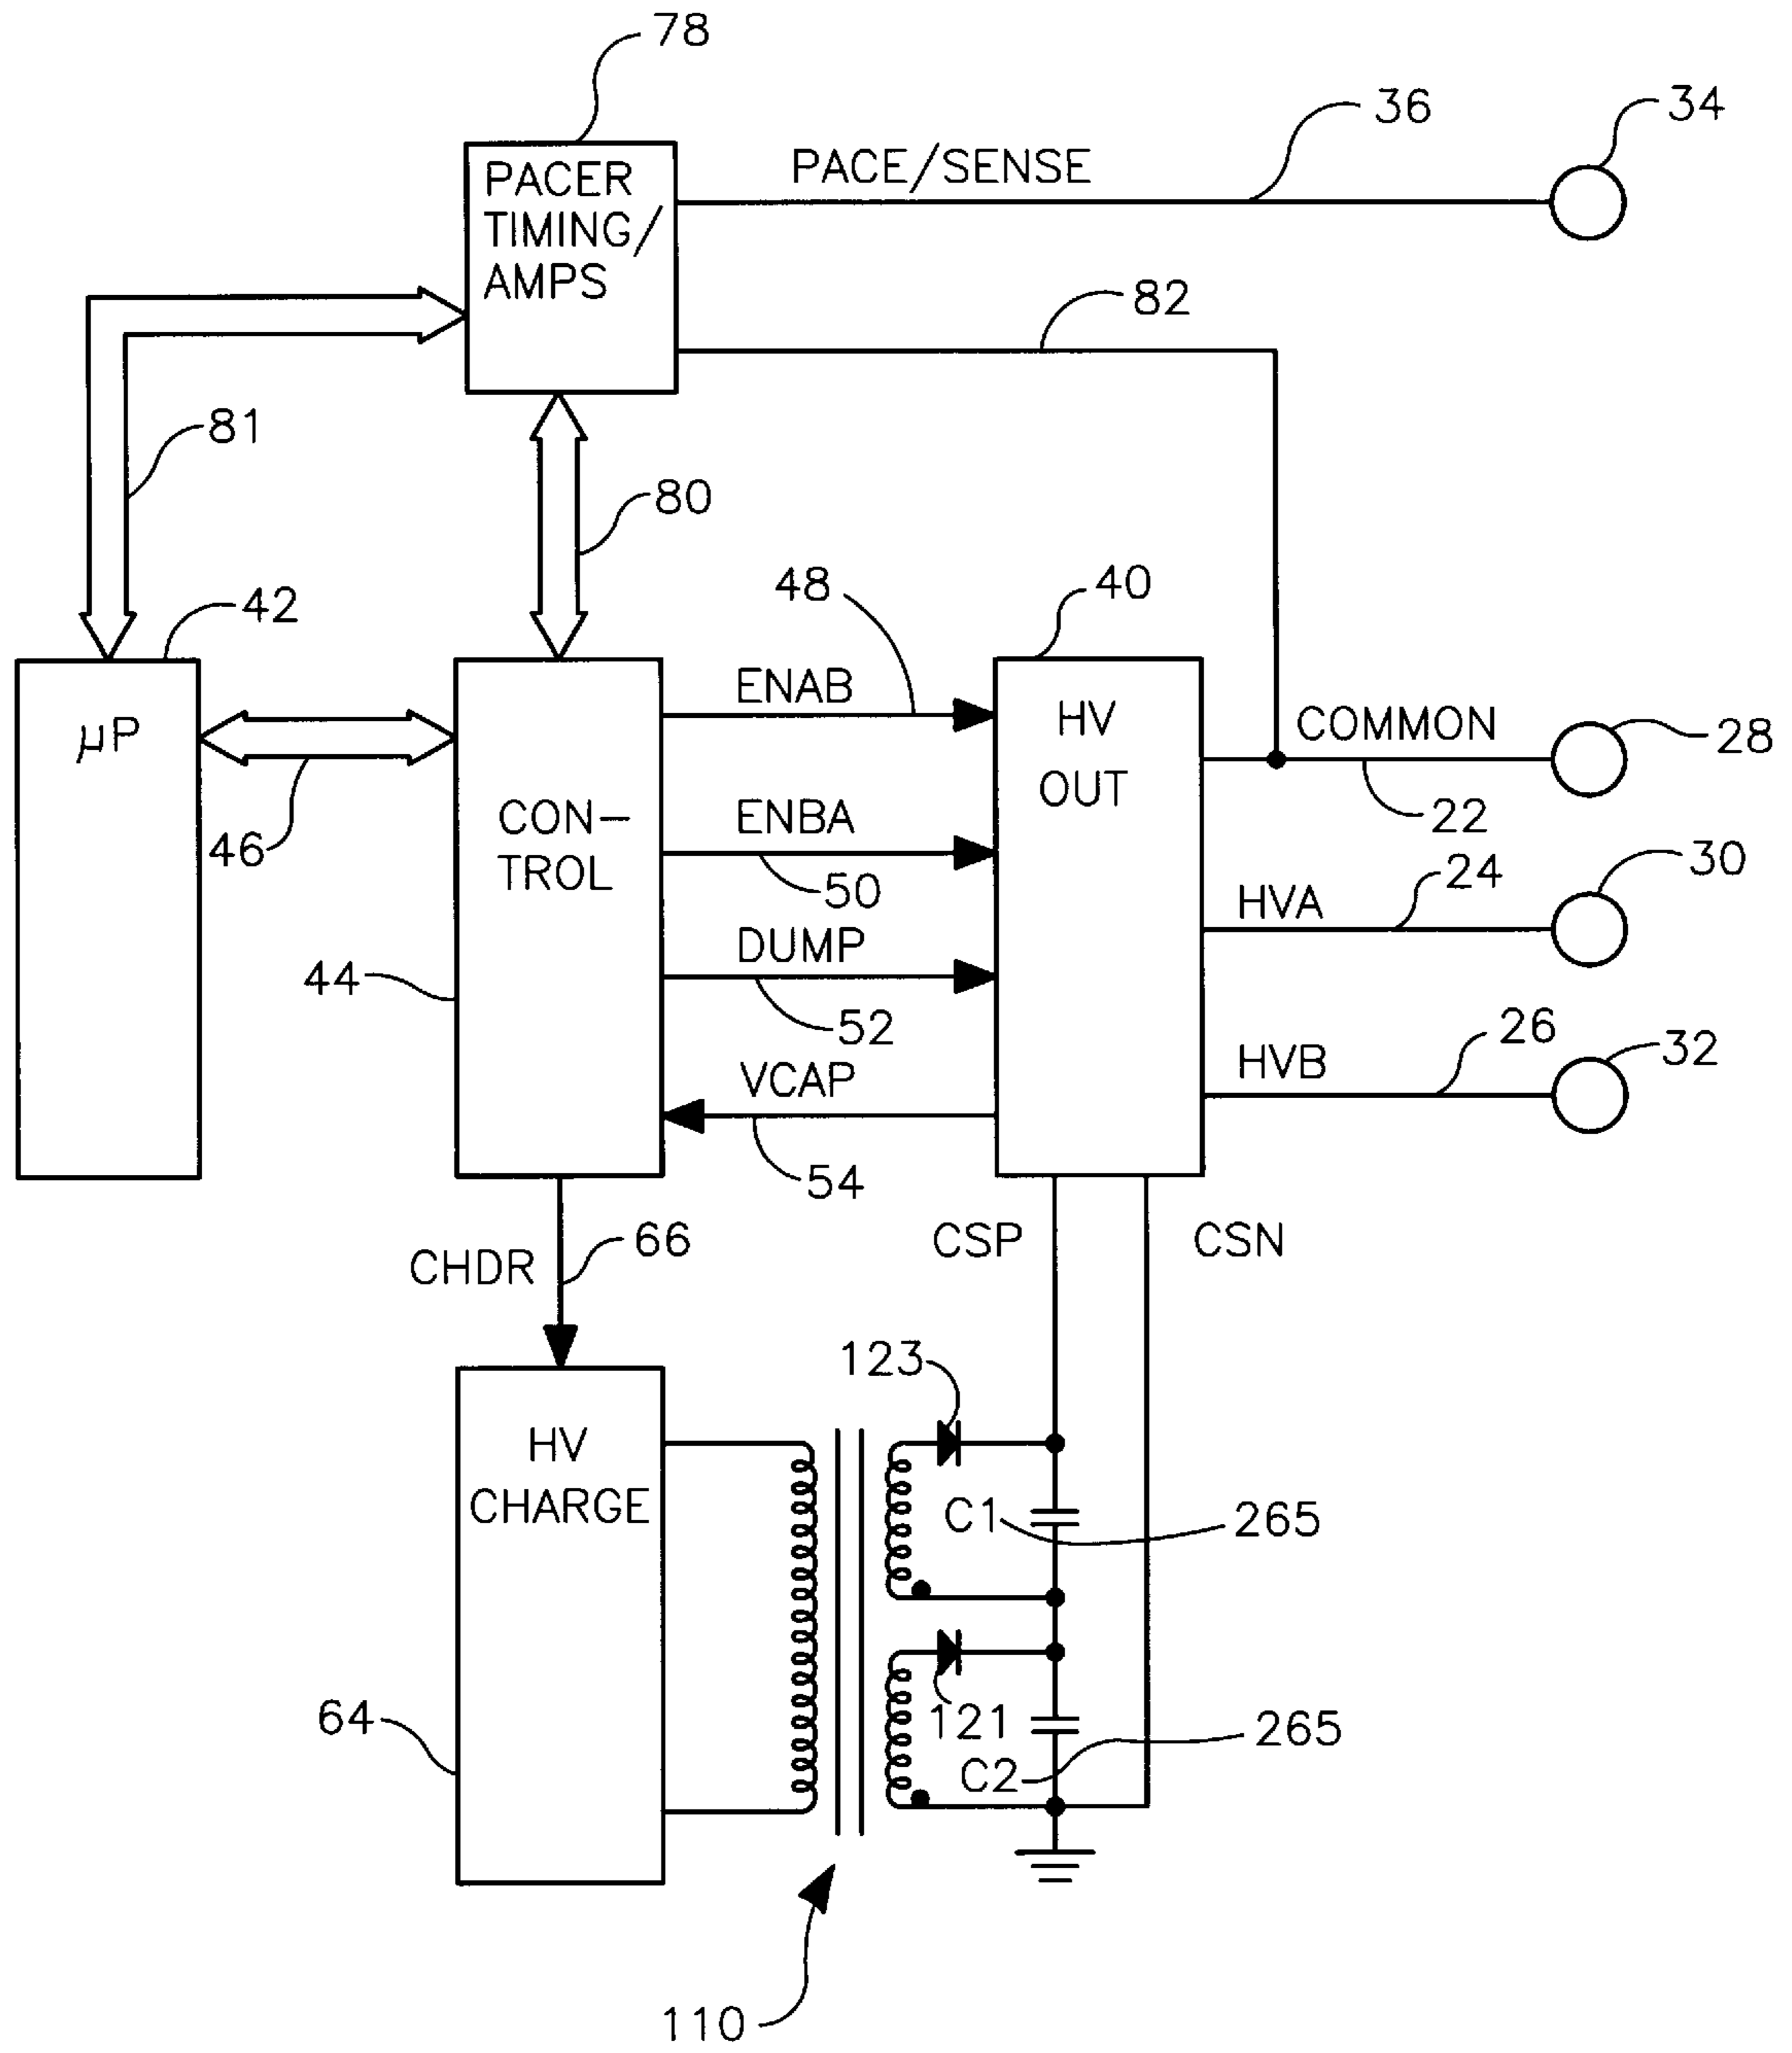 78
36
34
PACER
TIMING/
AMPS
PACE/SENSE
82
81
80
42
48
40
μP
ENAB
HV
OUT
COMMON
28
22
46
CON-
TROL
ENBA
50
30
24
HVA
DUMP
44
52
26
32
HVB
VCAP
54
CSP
CSN
66
CHDR
123
HV
CHARGE
C1
265
64
121
265
C2
110